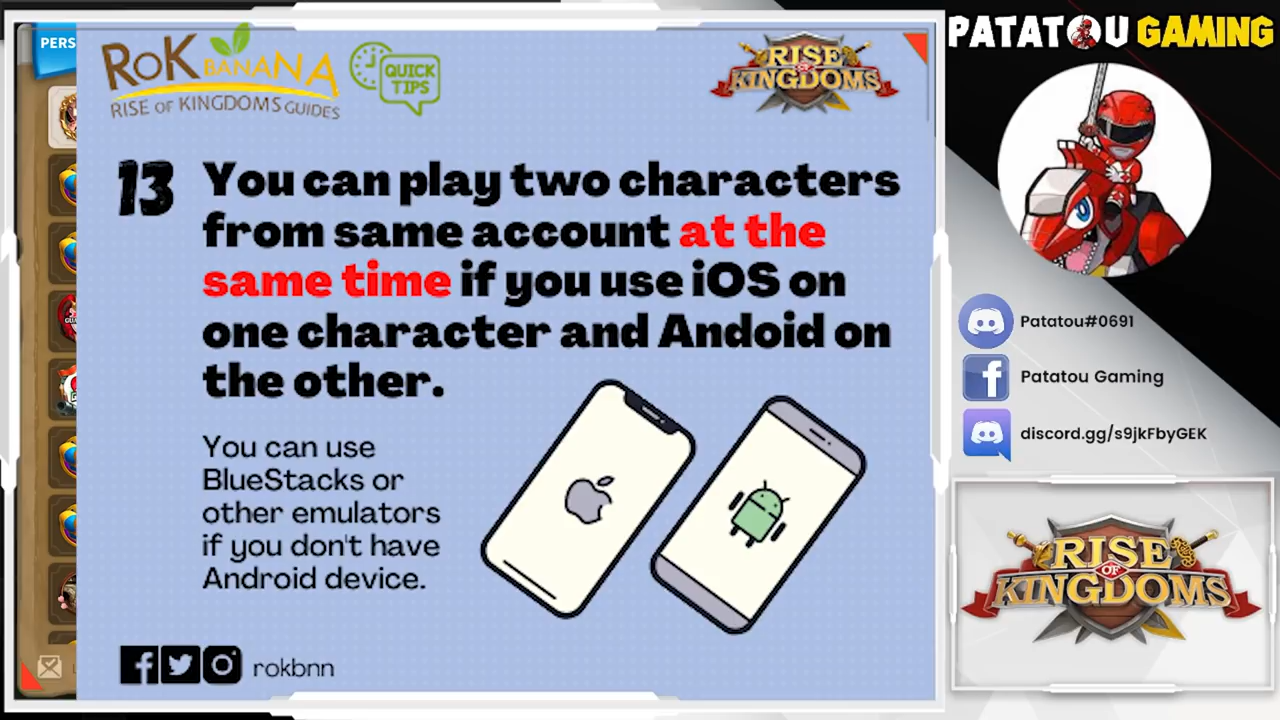 PERS
RoK BANANA
RISE OF KINGDOMS GUIDES
QUICK
TIPS
RISE
OF
KINGDOMS
13
You can play two characters
from same account at the
same time if you use iOS on
one character and Andoid on
the other.
You can use
BlueStacks or
other emulators
if you don't have
Android device.
rokbnn
PATATOU GAMING
Patatou#0691
Patatou Gaming
discord.gg/s9jkFbyGEK
RISE
OF
KINGDOMS